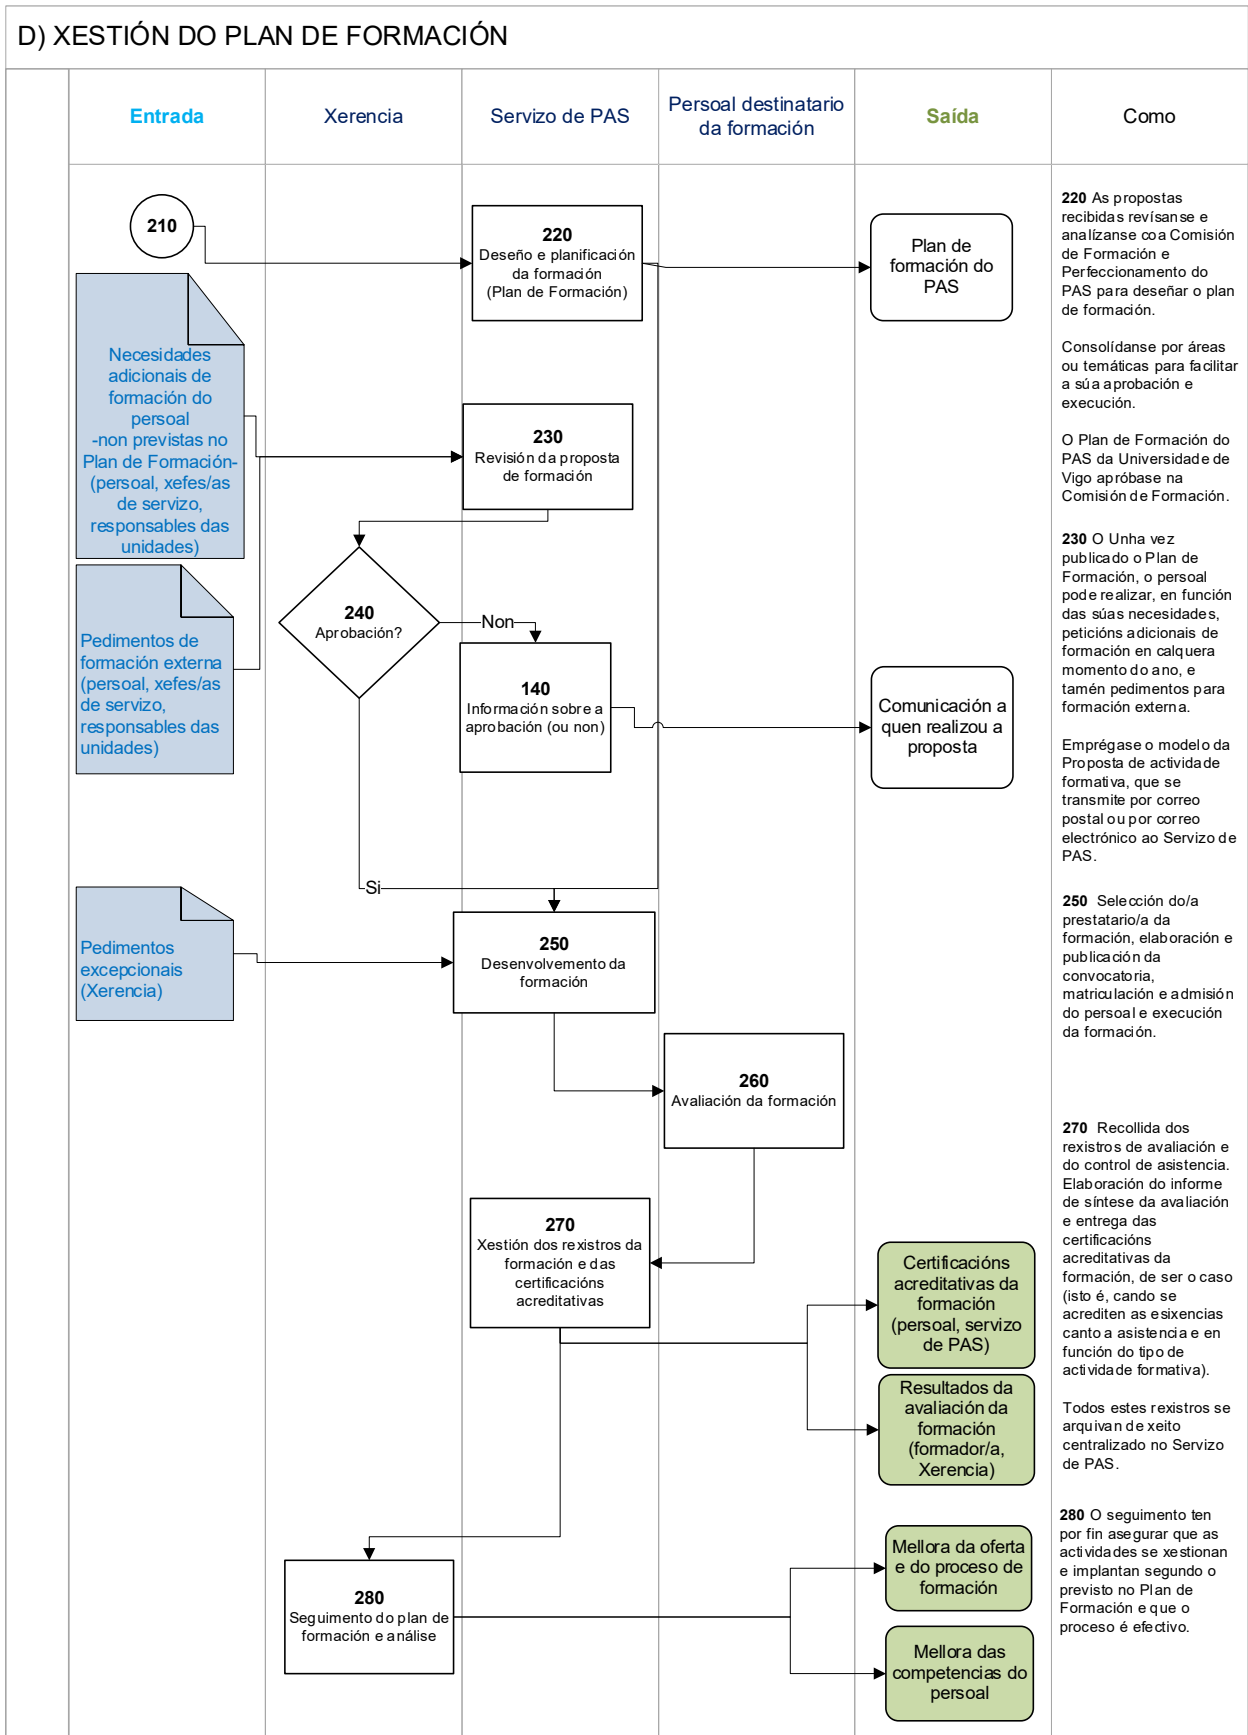 D) XESTIÓN DO PLAN DE FORMACIÓN
Entrada
Xerencia
Servizo de PAS
Persoal destinatario
da formación
Saída
Como
210
220
Deseño e planificación
da formación
(Plan de Formación)
Plan de
formación do
PAS
Necesidades
adicionais de
formación do
persoal
-non previstas no
Plan de Formación-
(persoal, xefes/as
de servizo,
responsables das
unidades)
230
Revisión da proposta
de formación
Pedimentos de
formación externa
(persoal, xefes/as
de servizo,
responsables das
unidades)
240
Aprobación?
Non
140
Información sobre a
aprobación (ou non)
Comunicación a
quen realizou a
proposta
Si
Pedimentos
excepcionais
(Xerencia)
250
Desenvolvemento da
formación
260
Avaliación da formación
270
Xestión dos rexistros da
formación e das
certificacións
acreditativas
Certificacións
acreditativas da
formación
(persoal, servizo
de PAS)
Resultados da
avaliación da
formación
(formador/a,
Xerencia)
280
Seguimento do plan de
formación e análise
Mellora da oferta
e do proceso de
formación
Mellora das
competencias do
persoal
220 As propostas
recibidas revísanse e
analízanse coa Comisión
de Formación e
Perfeccionamento do
PAS para deseñar o plan
de formación.
Consolídanse por áreas
ou temáticas para facilitar
a súa aprobación e
execución.
O Plan de Formación do
PAS da Universidade de
Vigo apróbase na
Comisión de Formación.
230 O Unha vez
publicado o Plan de
Formación, o persoal
pode realizar, en función
das súas necesidades,
peticións adicionais de
formación en calquera
momento do ano, e
tamén pedimentos para
formación externa.
Emprégase o modelo da
Proposta de actividade
formativa, que se
transmite por correo
postal ou por correo
electrónico ao Servizo de
PAS.
250 Selección do/a
prestatario/a da
formación, elaboración e
publicación da
convocatoria,
matriculación e admisión
do persoal e execución
da formación.
270 Recollida dos
rexistros de avaliación e
do control de asistencia.
Elaboración do informe
de síntese da avaliación
e entrega das
certificacións
acreditativas da
formación, de ser o caso
(isto é, cando se
acrediten as esixencias
canto a asistencia e en
función do tipo de
actividade formativa).
Todos estes rexistros se
arquivan de xeito
centralizado no Servizo
de PAS.
280 O seguimento ten
por fin asegurar que as
actividades se xestionan
e implantan segundo o
previsto no Plan de
Formación e que o
proceso é efectivo.